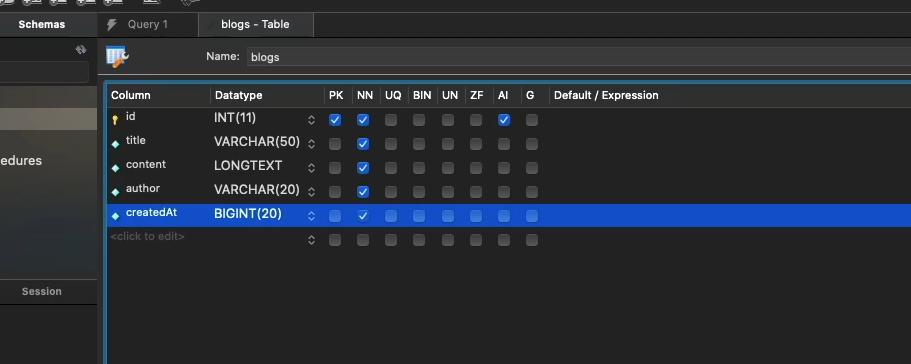 Schemas Query 1 blogs - Table
Name: blogs
Column Datatype PK NN UQ BIN UN ZF AI G Default / Expression
id INT(11)
title VARCHAR(50)
content LONGTEXT
author VARCHAR(20)
createdAt BIGINT(20)
<click to edit>
edures
Session